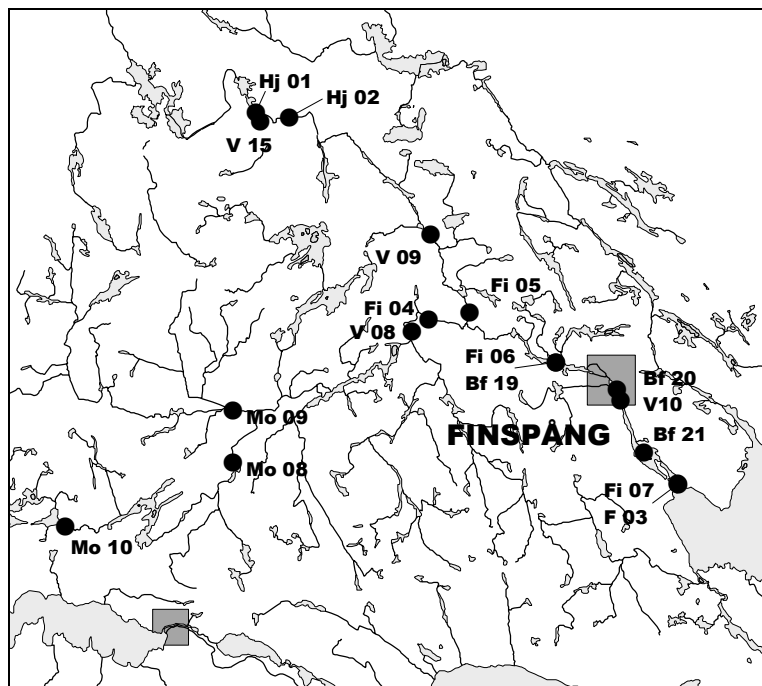 Hj 01
Hj 02
V 15
V 09
Fi 05
Fi 04
V 08
Fi 06
Bf 19
Bf 20
V10
Mo 09
FINSPÅNG
Bf 21
Mo 08
Fi 07
F 03
Mo 10